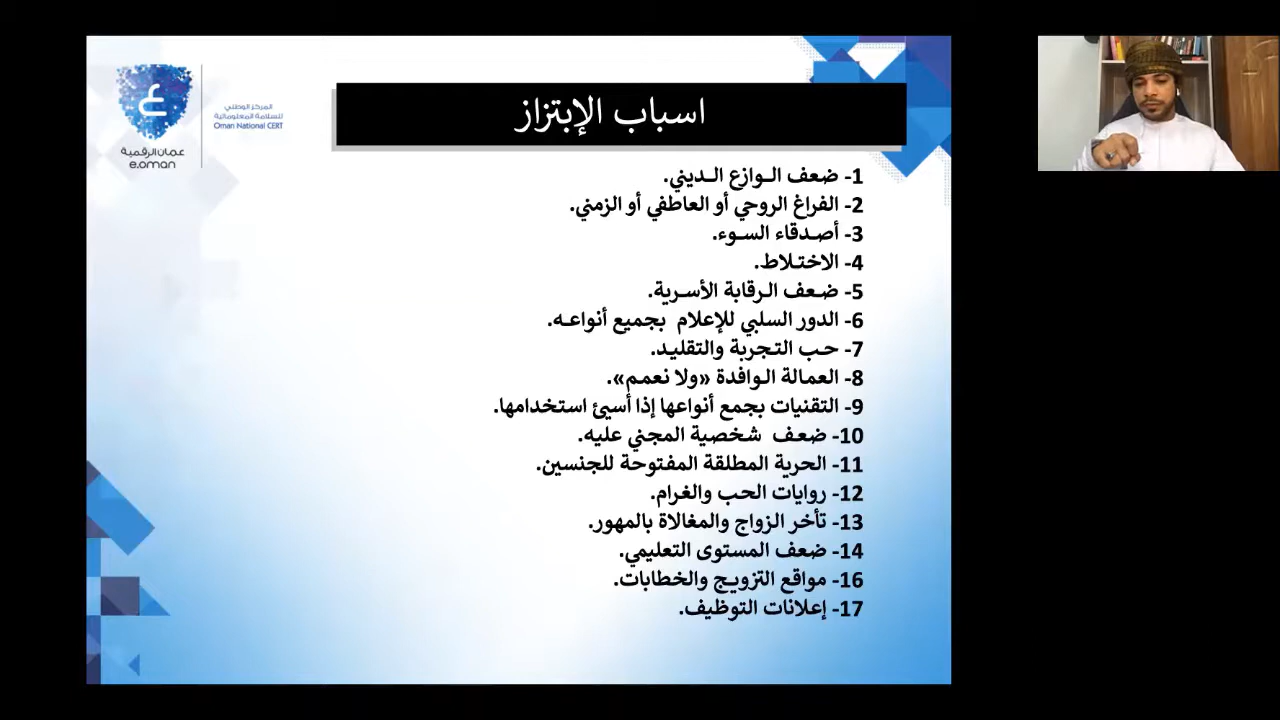 المركز الوطني
للسلامة المعلوماتية
Oman National CERT
عمان الرقمية
e.oman
اسباب الإبتزاز
1- ضعف الوازع الديني.
2- الفراغ الروحي أو العاطفي أو الزمني.
3- أصدقاء السوء.
4- الاختلاط.
5- ضعف الرقابة الأسرية.
6- الدور السلبي للإعلام بجميع أنواعه.
7- حب التجربة والتقليد.
8- العمالة الوافدة «ولا نعمم».
9- التقنيات بجمع أنواعها إذا أسيئ استخدامها.
10- ضعف شخصية المجني عليه.
11- الحرية المطلقة المفتوحة للجنسين.
12- روايات الحب والغرام.
13- تأخر الزواج والمغالاة بالمهور.
14- ضعف المستوى التعليمي.
16- مواقع التزويج والخطابات.
17- إعلانات التوظيف.